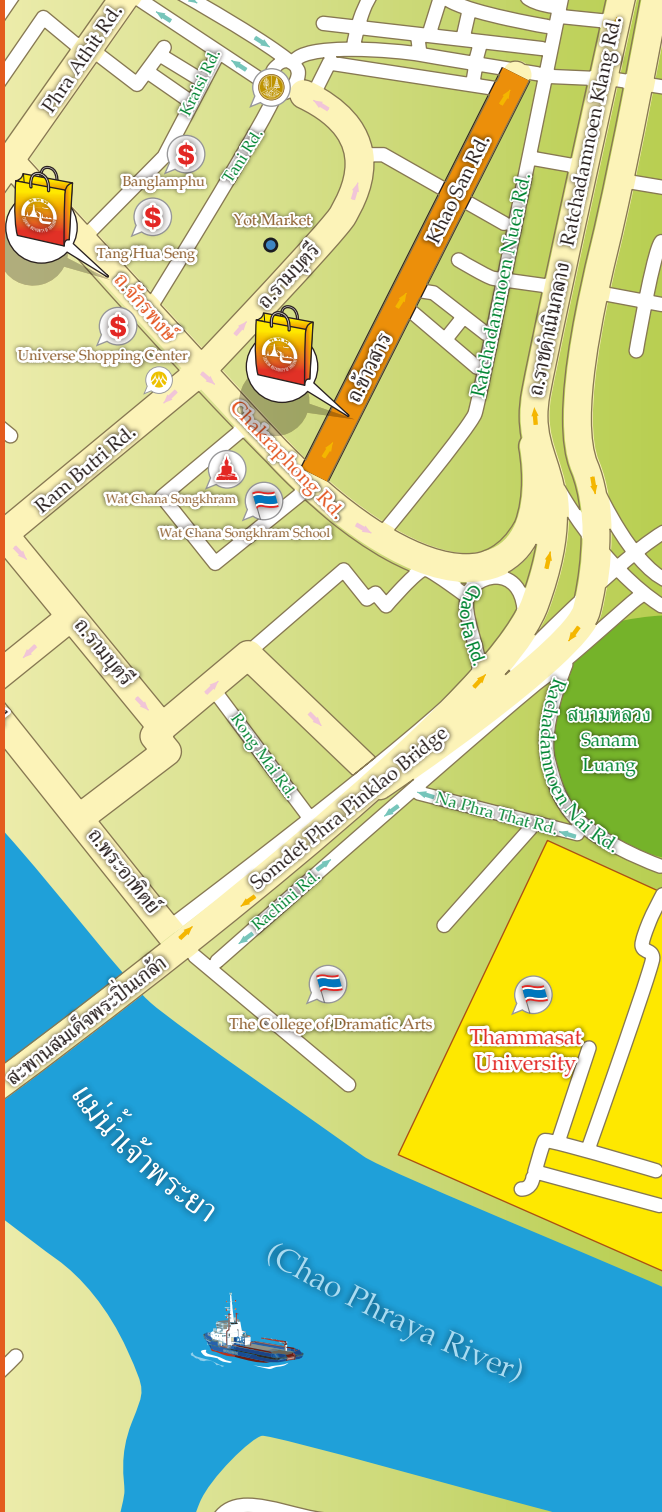 Phra Athit Rd.
Kraisi Rd.
Tani Rd.
Banglamphu
Tang Hua Seng
Yot Market
ถ.จักรพงษ์
ถ.รามบุตรี
Universe Shopping Center
Khao San Rd.
ถ.ข้าวสาร
Ratchadamnoen Nuea Rd.
ถ.ราชดำเนินกลาง Ratchadamnoen Klang Rd.
Ram Butri Rd.
Chakraphong Rd.
Wat Chana Songkhram
Wat Chana Songkhram School
Chao Fa Rd.
ถ.รามบุตรี
Rong Mai Rd.
Somdet Phra Pinklao Bridge
Rachadamnoen Nai Rd.
สนามหลวง
Sanam
Luang
Na Phra That Rd.
ถ.พระอาทิตย์
Rachini Rd.
สะพานสมเด็จพระปิ่นเกล้า
The College of Dramatic Arts
Thammasat
University
แม่น้ำเจ้าพระยา
(Chao Phraya River)